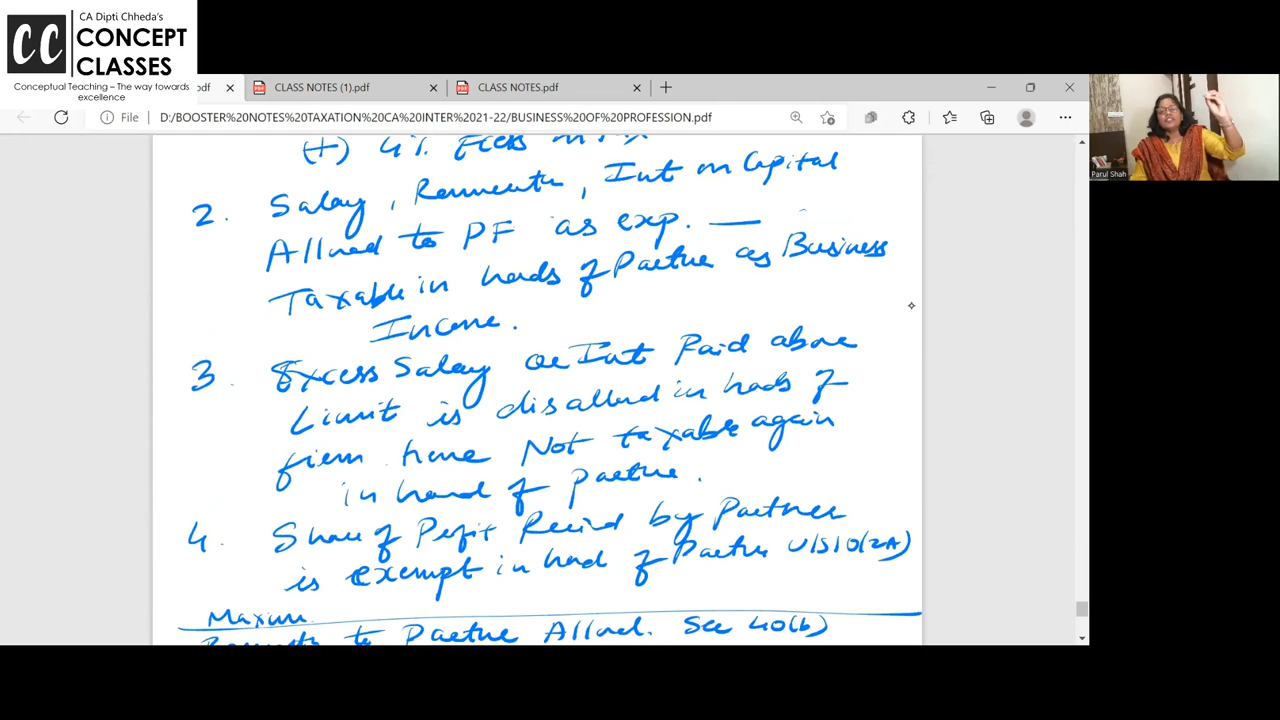 CA Dipti Chheda's
CC CONCEPT
CLASSES
Conceptual Teaching – The way towards
excellence
pdf
CLASS NOTES (1).pdf
CLASS NOTES.pdf
File
D:/BOOSTER%20NOTES%20TAXATION%20CA%20INTER%2021-22/BUSINESS%20OF%20PROFESSION.pdf
(+) 4%
2. Salary, Int on Capital
Allowed to PF as exp. —
Taxable in hands of Partner as Business
Income.
3. Excess Salary or Int Paid above
Limit is disallowed in hands of
firm hence Not taxable again
in hand of partner.
4. Share of Profit Received by Partner
is exempt in hand of Partner U/S 10(2A)
Maximum
to Partner Allowed. Sec 40(b)
Parul Shah